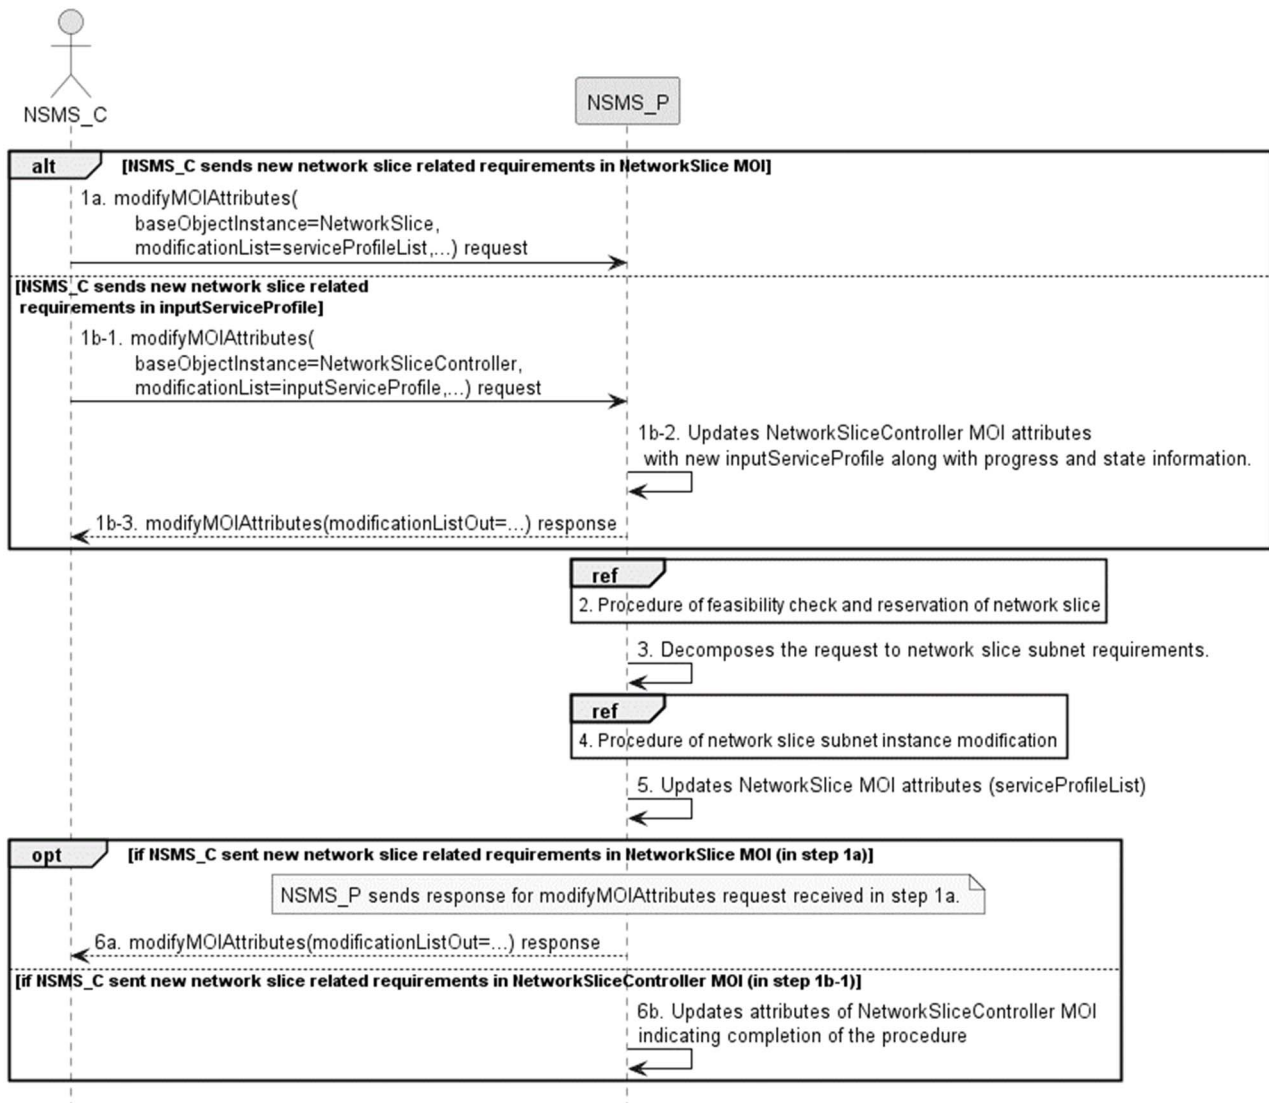 NSMS_C
NSMS_P
alt
[NSMS_C sends new network slice related requirements in NetworkSlice MOI]
1a. modifyMOIAttributes(
baseObjectInstance=NetworkSlice,
modificationList=serviceProfileList,...) request
[NSMS_C sends new network slice related
requirements in inputServiceProfile]
1b-1. modifyMOIAttributes(
baseObjectInstance=NetworkSliceController,
modificationList=inputServiceProfile,...) request
1b-2. Updates NetworkSliceController MOI attributes
with new inputServiceProfile along with progress and state information.
1b-3. modifyMOIAttributes(modificationListOut=...) response
ref
2. Procedure of feasibility check and reservation of network slice
3. Decomposes the request to network slice subnet requirements.
ref
4. Procedure of network slice subnet instance modification
5. Updates NetworkSlice MOI attributes (serviceProfileList)
opt
[if NSMS_C sent new network slice related requirements in NetworkSlice MOI (in step 1a)]
NSMS_P sends response for modifyMOIAttributes request received in step 1a.
6a. modifyMOIAttributes(modificationListOut=...) response
[if NSMS_C sent new network slice related requirements in NetworkSliceController MOI (in step 1b-1)]
6b. Updates attributes of NetworkSliceController MOI
indicating completion of the procedure